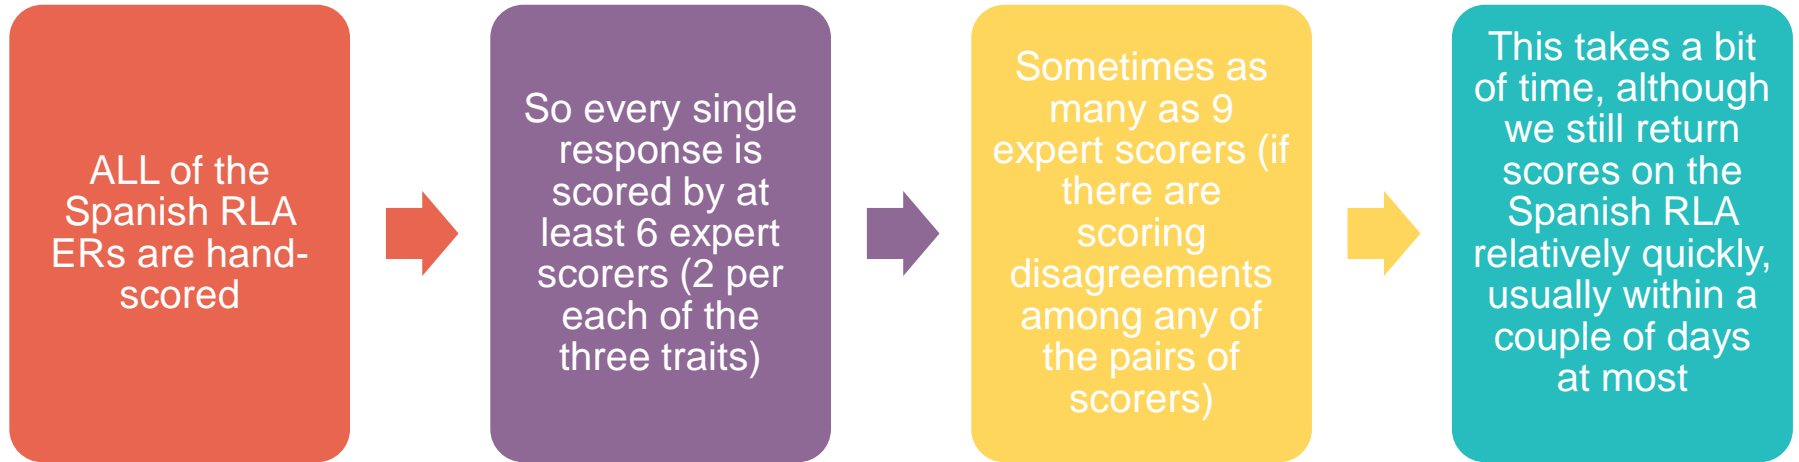 ALL of the
Spanish RLA
ERs are hand-
scored
So every single
response is
scored by at
least 6 expert
scorers (2 per
each of the
three traits)
Sometimes as
many as 9
expert scorers (if
there are
scoring
disagreements
among any of
the pairs of
scorers)
This takes a bit
of time, although
we still return
scores on the
Spanish RLA
relatively quickly,
usually within a
couple of days
at most